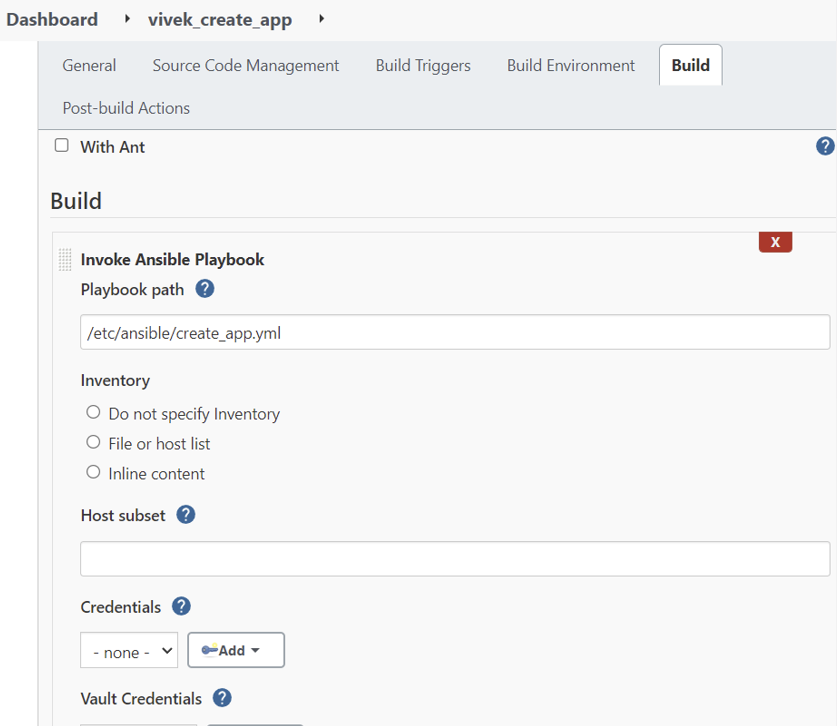 Dashboard vivek_create_app
General Source Code Management Build Triggers Build Environment Build
Post-build Actions
With Ant ?
Build
X
Invoke Ansible Playbook
Playbook path ?
/etc/ansible/create_app.yml
Inventory
Do not specify Inventory
File or host list
Inline content
Host subset ?
Credentials ?
- none - Add
Vault Credentials ?